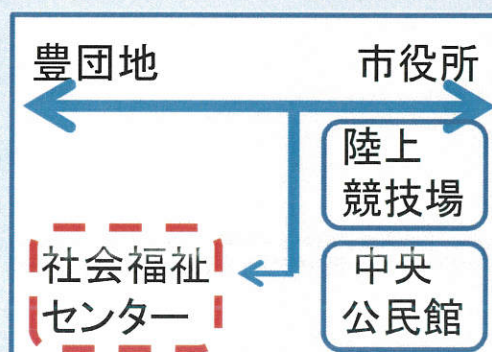 豊団地
市役所
陸上
競技場
社会福祉
センター
中央
公民館